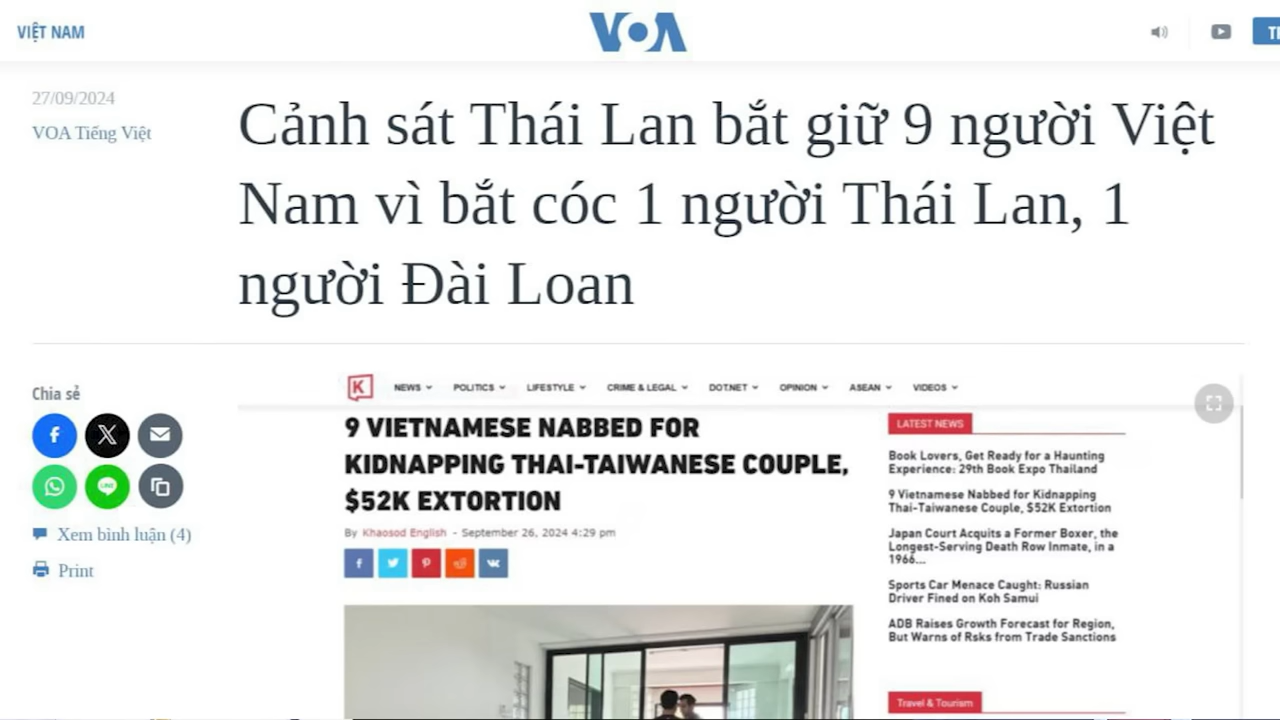 VIỆT NAM
VOA
27/09/2024
VOA Tiếng Việt
Cảnh sát Thái Lan bắt giữ 9 người Việt
Nam vì bắt cóc 1 người Thái Lan, 1
người Đài Loan
Chia sẻ
Xem bình luận (4)
Print
K
NEWS
POLITICS
LIFESTYLE
CRIME & LEGAL
DOT.NET
OPINION
ASEAN
VIDEOS
9 VIETNAMESE NABBED FOR
KIDNAPPING THAI-TAIWANESE COUPLE,
$52K EXTORTION
By Khaosod English - September 26, 2024 4:29 pm
LATEST NEWS
Book Lovers, Get Ready for a Haunting
Experience: 29th Book Expo Thailand
9 Vietnamese Nabbed for Kidnapping
Thai-Taiwanese Couple, $52K Extortion
Japan Court Acquits a Former Boxer, the
Longest-Serving Death Row Inmate, in a
1966...
Sports Car Menace Caught: Russian
Driver Fined on Koh Samui
ADB Raises Growth Forecast for Region,
But Warns of Rsks from Trade Sanctions
Travel & Tourism